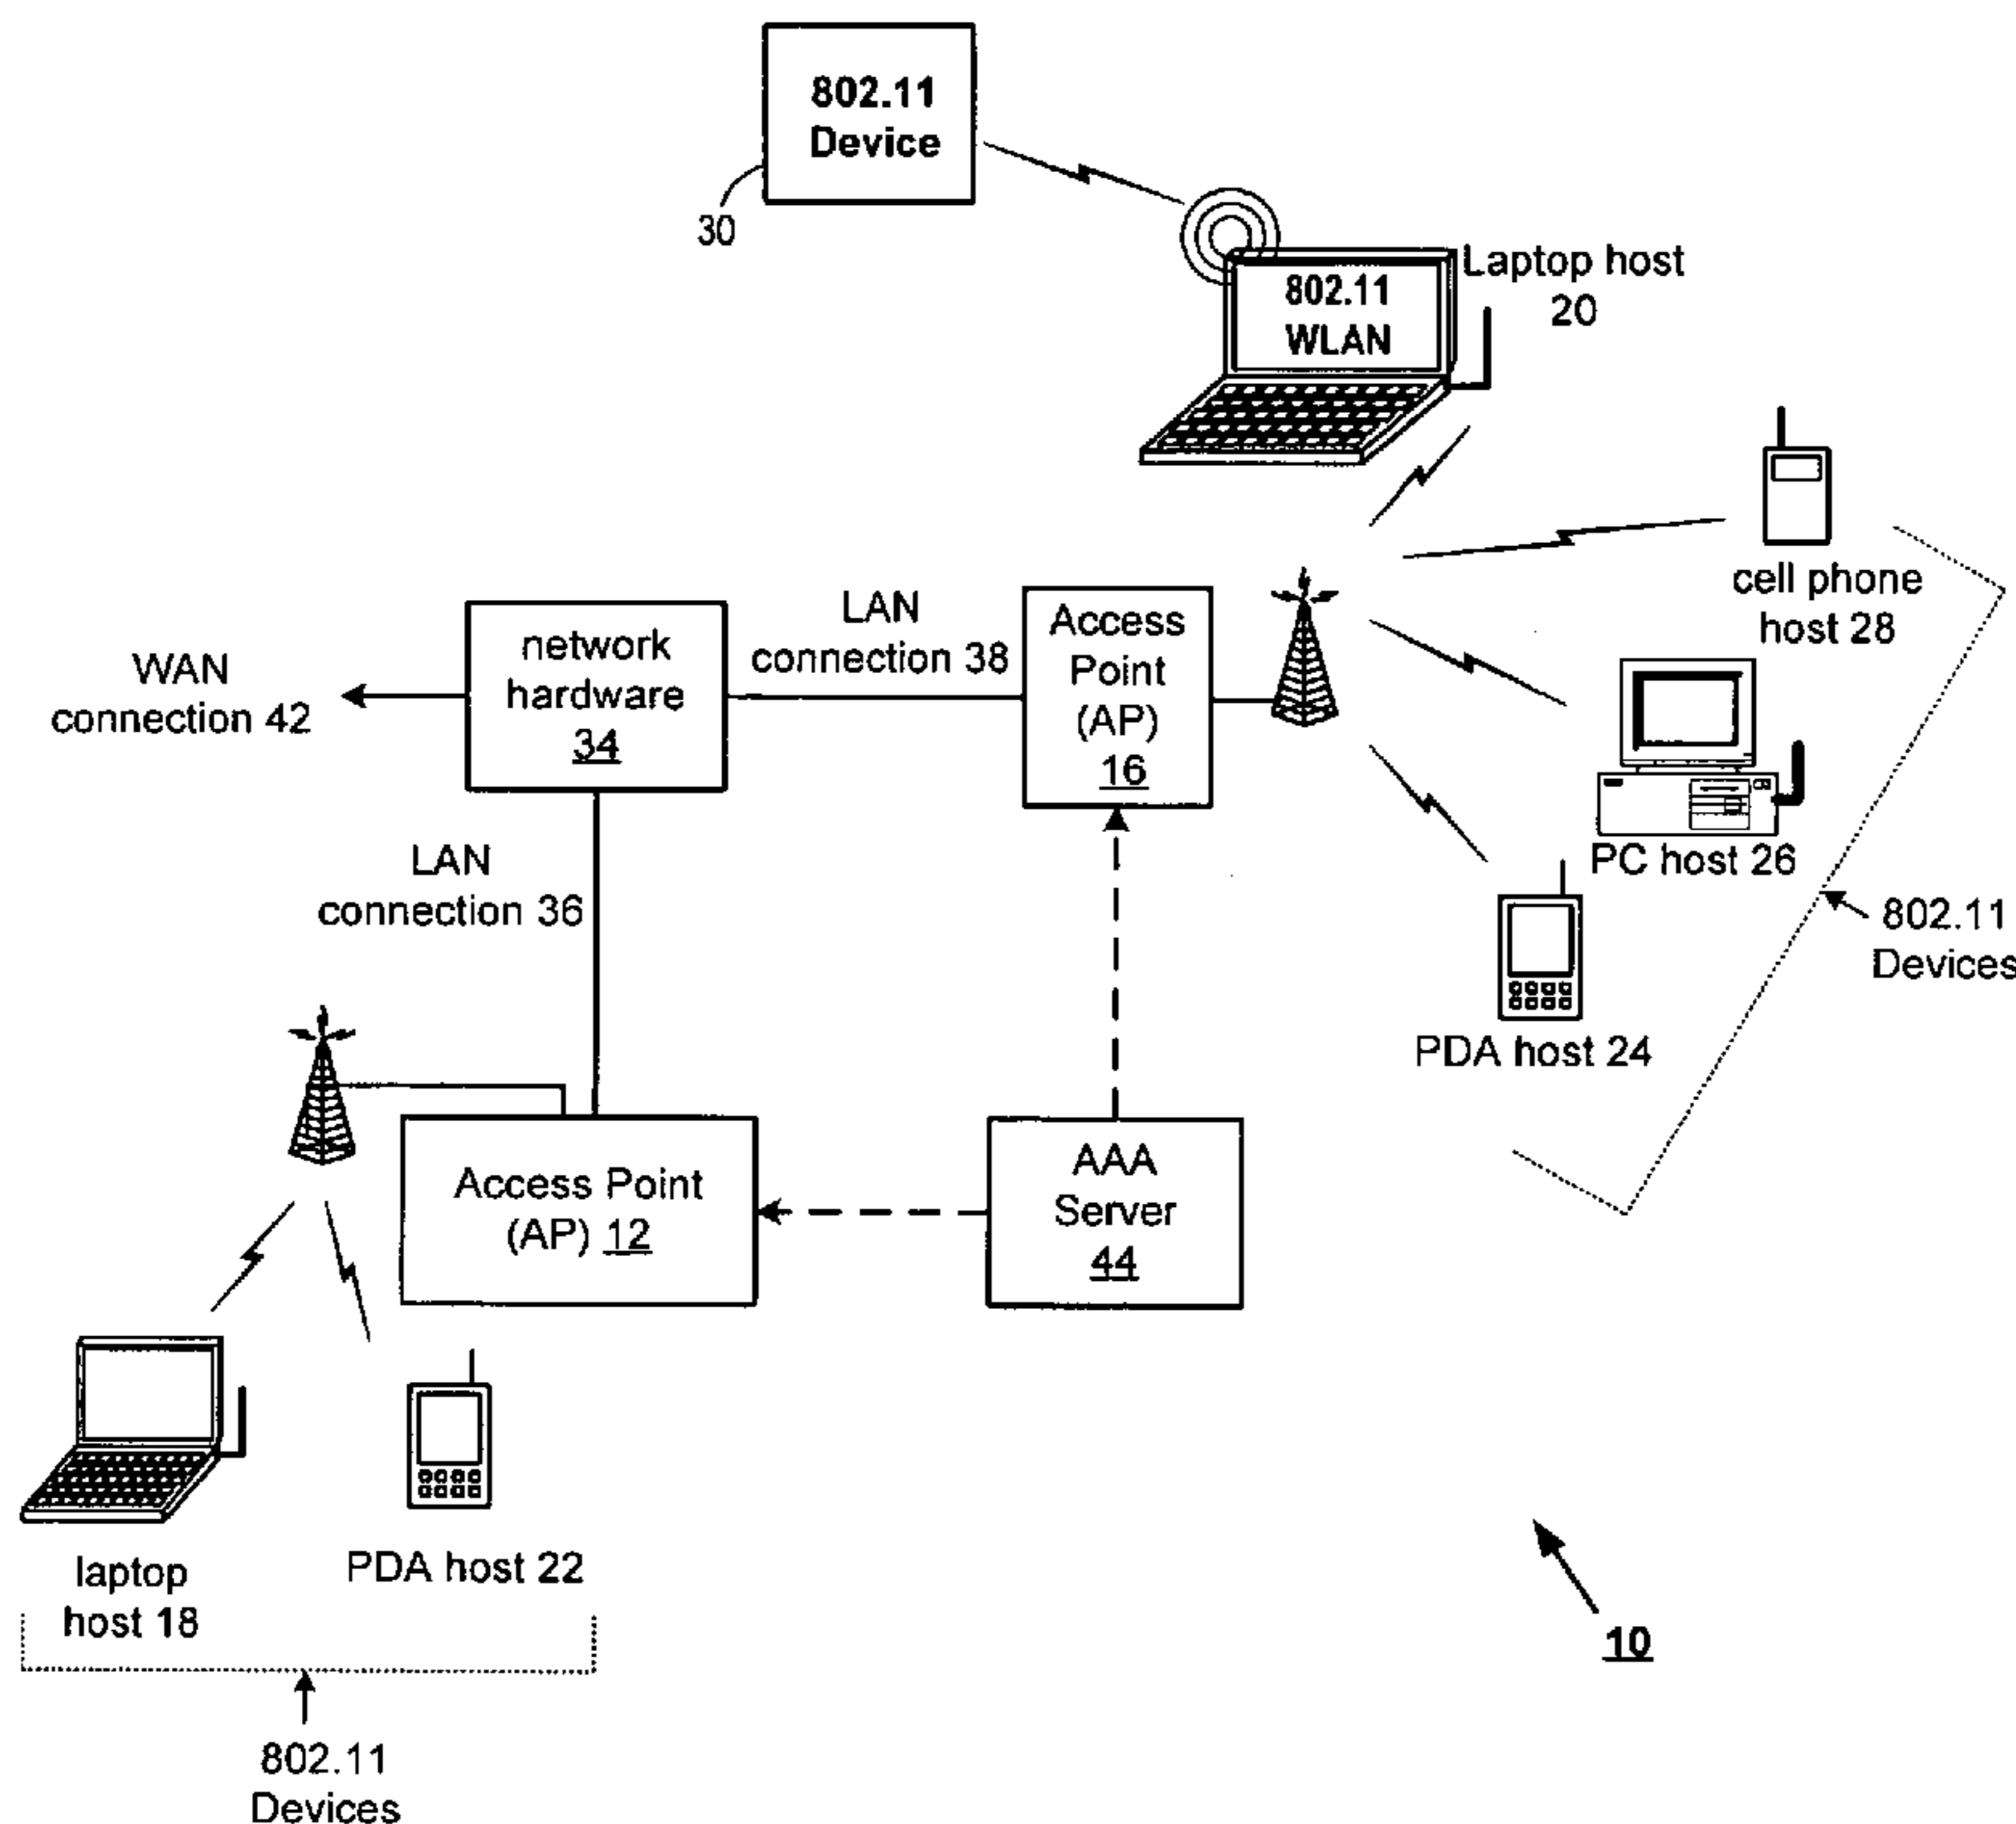 802.11
Device
30
802.11
WLAN
Laptop host
20
cell phone
host 28
LAN
connection 38
Access
Point
(AP)
16
network
hardware
34
WAN
connection 42
PC host 26
LAN
connection 36
802.11
Devices
PDA host 24
Access Point
(AP) 12
AAA
Server
44
laptop
host 18
PDA host 22
10
802.11
Devices